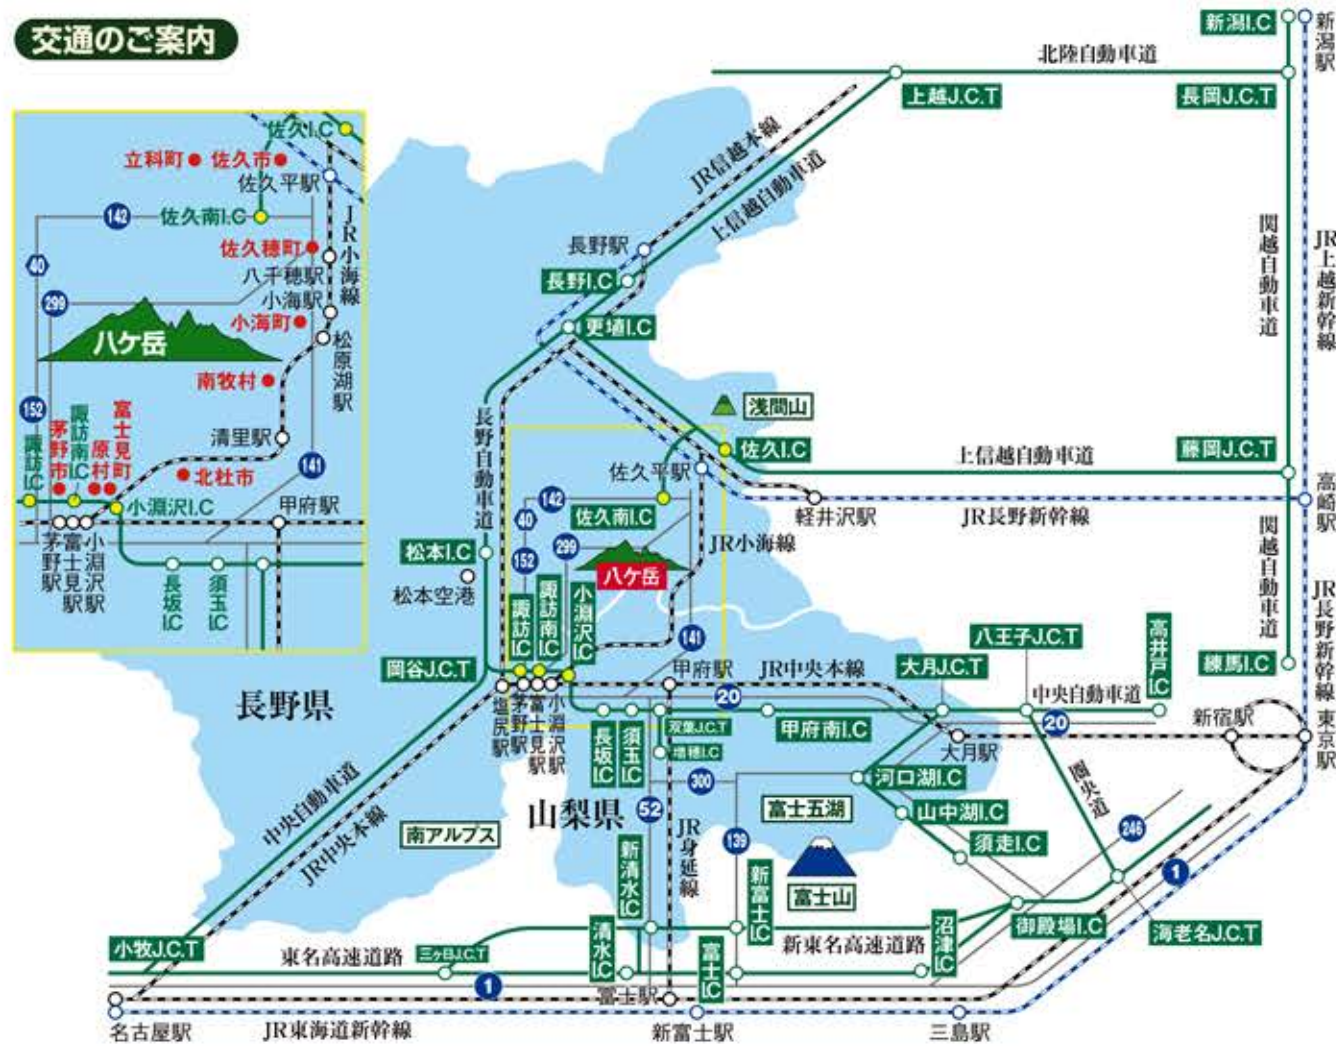 交通のご案内
佐久I.C
立科町
佐久市
佐久平駅
142
佐久南I.C
JR小海線
佐久穂町
40
八千穂駅
299
小海駅
小海町
八ケ岳
松原湖駅
南牧村
152
諏訪I.C
茅野市
諏訪南I.C
原村
富士見町
清里駅
北杜市
141
小淵沢I.C
甲府駅
茅野駅
富士見駅
小淵沢駅
長坂I.C
須玉I.C
新潟I.C
新潟駅
北陸自動車道
上越J.C.T
長岡J.C.T
JR信越本線
上信越自動車道
関越自動車道
JR上越新幹線
長野駅
長野I.C
更埴I.C
長野自動車道
浅間山
佐久I.C
上信越自動車道
藤岡J.C.T
佐久平駅
高崎駅
142
佐久南I.C
軽井沢駅
JR長野新幹線
40
299
JR小海線
関越自動車道
松本I.C
152
八ケ岳
松本空港
諏訪I.C
諏訪南I.C
小淵沢I.C
JR長野新幹線
141
八王子J.C.T
高井戸I.C
練馬I.C
岡谷J.C.T
甲府駅
JR中央本線
大月J.C.T
長野県
20
中央自動車道
塩尻駅
茅野駅
富士見駅
小淵沢駅
長坂I.C
須玉I.C
双葉J.C.T
甲府南I.C
20
新宿駅
東京駅
増穂I.C
大月駅
300
河口湖I.C
圏央道
中央自動車道
JR中央本線
山梨県
52
富士五湖
山中湖I.C
南アルプス
JR身延線
139
須走I.C
246
新清水I.C
富士山
1
新富士I.C
小牧J.C.T
東名高速道路
三ヶ日J.C.T
清水I.C
富士I.C
新東名高速道路
沼津I.C
御殿場I.C
海老名J.C.T
1
富士駅
名古屋駅
JR東海道新幹線
新富士駅
三島駅